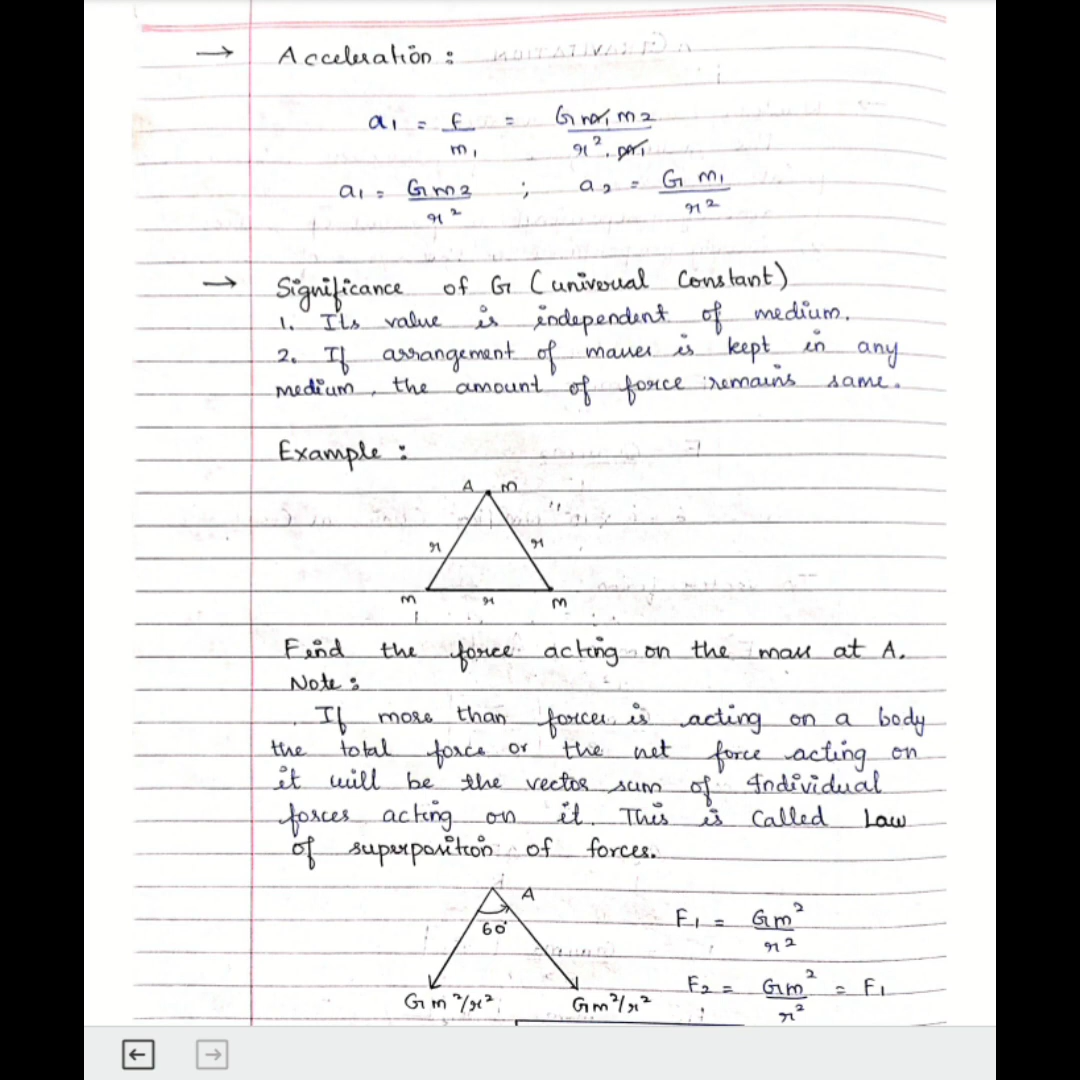 → Acceleration :
a₁ = F/m₁ = Gm₁m₂/r².m₁
a₁ = Gm₂/r² ; a₂ = Gm₁/r²
→ Significance of G (universal Constant)
1. Its value is independent of medium.
2. If arrangement of masses is kept in any
medium, the amount of force remains same.
Example :
A m
r r
m r m
Find the force acting on the mass at A.
Note :
If more than forces is acting on a body
the total force or the net force acting on
it will be the vector sum of Individual
forces acting on it. This is Called Law
of superposition of forces.
A
60°
F₁ = Gm²/r²
F₂ = Gm²/r² = F₁
Gm²/r² Gm²/r²